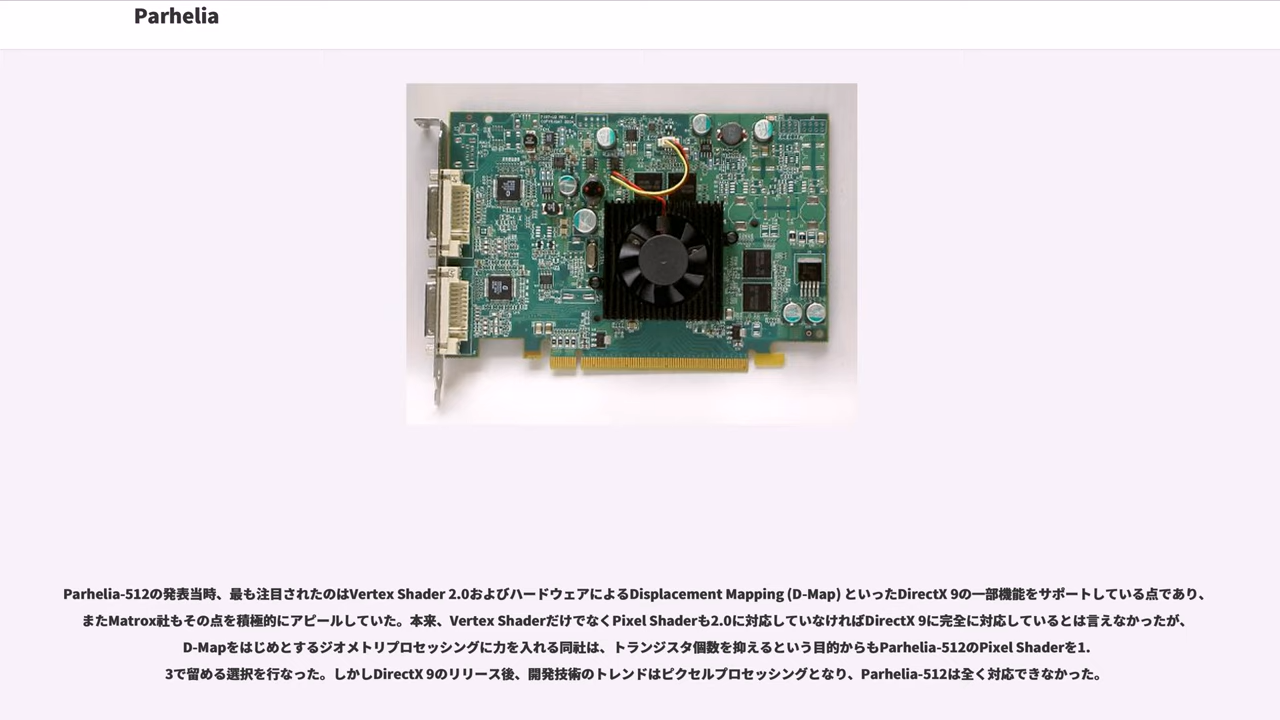 Parhelia
Parhelia-512の発表当時、最も注目されたのはVertex Shader 2.0およびハードウェアによるDisplacement Mapping (D-Map) といったDirectX 9の一部機能をサポートしている点であり、
またMatrox社もその点を積極的にアピールしていた。本来、Vertex ShaderだけでなくPixel Shaderも2.0に対応していなければDirectX 9に完全に対応しているとは言えなかったが、
D-Mapをはじめとするジオメトリプロセッシングに力を入れる同社は、トランジスタ個数を抑えるという目的からもParhelia-512のPixel Shaderを1.
3で留める選択を行なった。しかしDirectX 9のリリース後、開発技術のトレンドはピクセルプロセッシングとなり、Parhelia-512は全く対応できなかった。